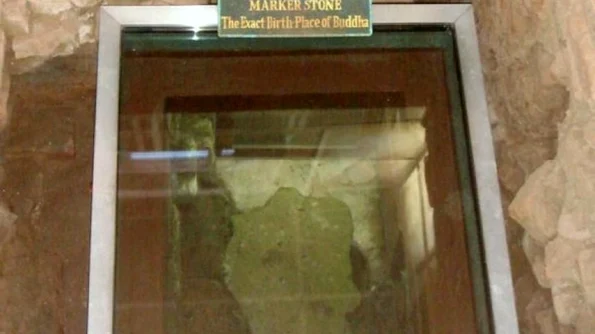 MARKER STONE
The Exact Birth-Place of Buddha